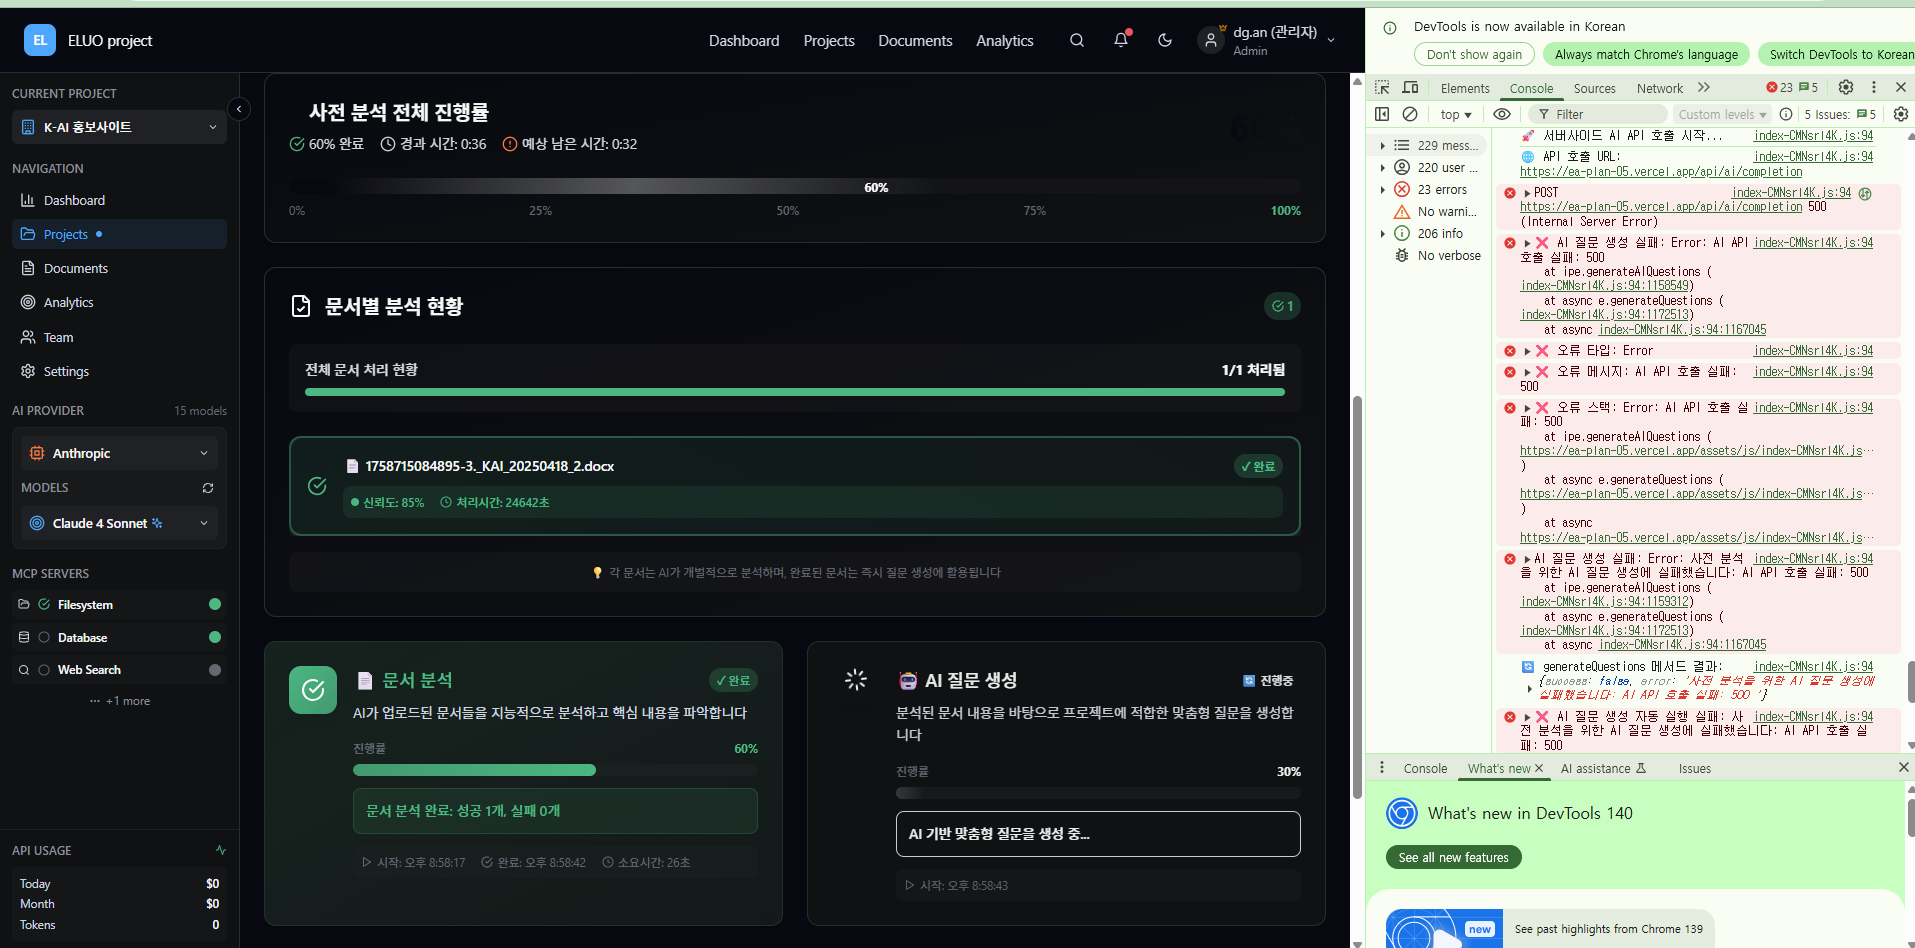 EL
ELUO project
Dashboard
Projects
Documents
Analytics
dg.an (관리자)
Admin
CURRENT PROJECT
K-AI 홍보사이트
NAVIGATION
Dashboard
Projects
Documents
Analytics
Team
Settings
AI PROVIDER
15 models
Anthropic
MODELS
Claude 4 Sonnet
MCP SERVERS
Filesystem
Database
Web Search
··· +1 more
API USAGE
Today $0
Month $0
Tokens 0
사전 분석 전체 진행률
60% 완료
경과 시간: 0:36
예상 남은 시간: 0:32
60%
0%
25%
50%
75%
100%
문서별 분석 현황
1
전체 문서 처리 현황
1/1 처리됨
1758715084895-3._KAI_20250418_2.docx
✓ 완료
신뢰도: 85%
처리시간: 24642초
각 문서는 AI가 개별적으로 분석하며, 완료된 문서는 즉시 질문 생성에 활용됩니다
문서 분석
✓ 완료
AI가 업로드된 문서들을 지능적으로 분석하고 핵심 내용을 파악합니다
진행률
60%
문서 분석 완료: 성공 1개, 실패 0개
시작: 오후 8:58:17
완료: 오후 8:58:42
소요시간: 26초
AI 질문 생성
진행중
분석된 문서 내용을 바탕으로 프로젝트에 적합한 맞춤형 질문을 생성합
니다
진행률
30%
AI 기반 맞춤형 질문을 생성 중...
시작: 오후 8:58:43
DevTools is now available in Korean
Don't show again
Always match Chrome's language
Switch DevTools to Korean
Elements
Console
Sources
Network
23
5
top
Filter
Custom levels
5 Issues:
5
229 mess...
220 user ...
23 errors
No warni...
206 info
No verbose
서버사이드 AI API 호출 시작... index-CMNsrl4K.js:94
API 호출 URL: index-CMNsrl4K.js:94
https://ea-plan-05.vercel.app/api/ai/completion
POST index-CMNsrl4K.js:94
https://ea-plan-05.vercel.app/api/ai/completion 500
(Internal Server Error)
AI 질문 생성 실패: Error: AI API index-CMNsrl4K.js:94
호출 실패: 500
at ipe.generateAIQuestions (
index-CMNsrl4K.js:94:1158549)
at async e.generateQuestions (
index-CMNsrl4K.js:94:1172513)
at async index-CMNsrl4K.js:94:1167045
오류 타입: Error index-CMNsrl4K.js:94
오류 메시지: AI API 호출 실패: index-CMNsrl4K.js:94
500
오류 스택: Error: AI API 호출 실 index-CMNsrl4K.js:94
패: 500
at ipe.generateAIQuestions (
https://ea-plan-05.vercel.app/assets/js/index-CMNsrl4K.js…
)
at async e.generateQuestions (
https://ea-plan-05.vercel.app/assets/js/index-CMNsrl4K.js…
)
at async
https://ea-plan-05.vercel.app/assets/js/index-CMNsrl4K.js…
AI 질문 생성 실패: Error: 사전 분석 index-CMNsrl4K.js:94
을 위한 AI 질문 생성에 실패했습니다: AI API 호출 실패: 500
at ipe.generateAIQuestions (
index-CMNsrl4K.js:94:1159312)
at async e.generateQuestions (
index-CMNsrl4K.js:94:1172513)
at async index-CMNsrl4K.js:94:1167045
generateQuestions 메서드 결과: index-CMNsrl4K.js:94
{success: false, error: '사전 분석을 위한 AI 질문 생성에
실패했습니다: AI API 호출 실패: 500 '}
AI 질문 생성 자동 실행 실패: 사 index-CMNsrl4K.js:94
전 분석을 위한 AI 질문 생성에 실패했습니다: AI API 호출 실
패: 500
Console
What's new
AI assistance
Issues
What's new in DevTools 140
See all new features
new
See past highlights from Chrome 139